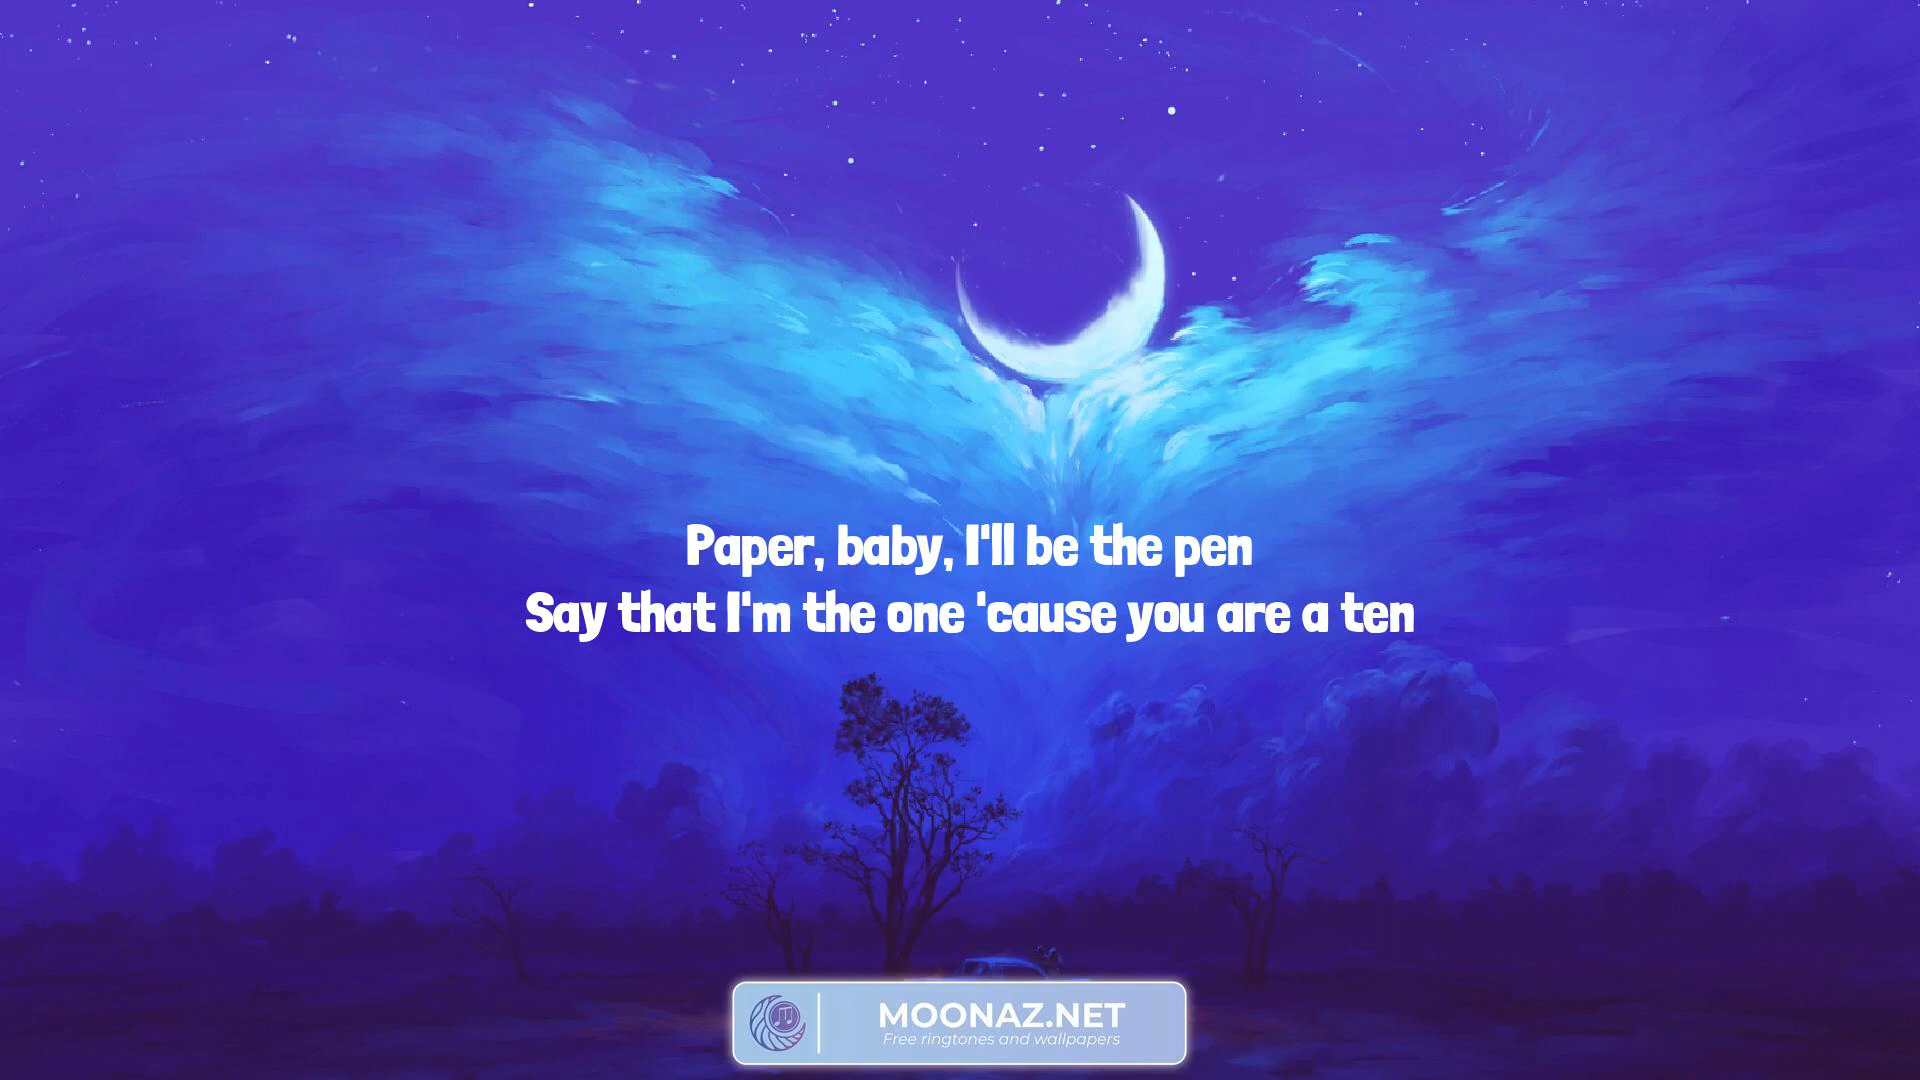 Paper, baby, I'll be the pen
Say that I'm the one 'cause you are a ten
MOONAZ.NET
Free ringtones and wallpapers